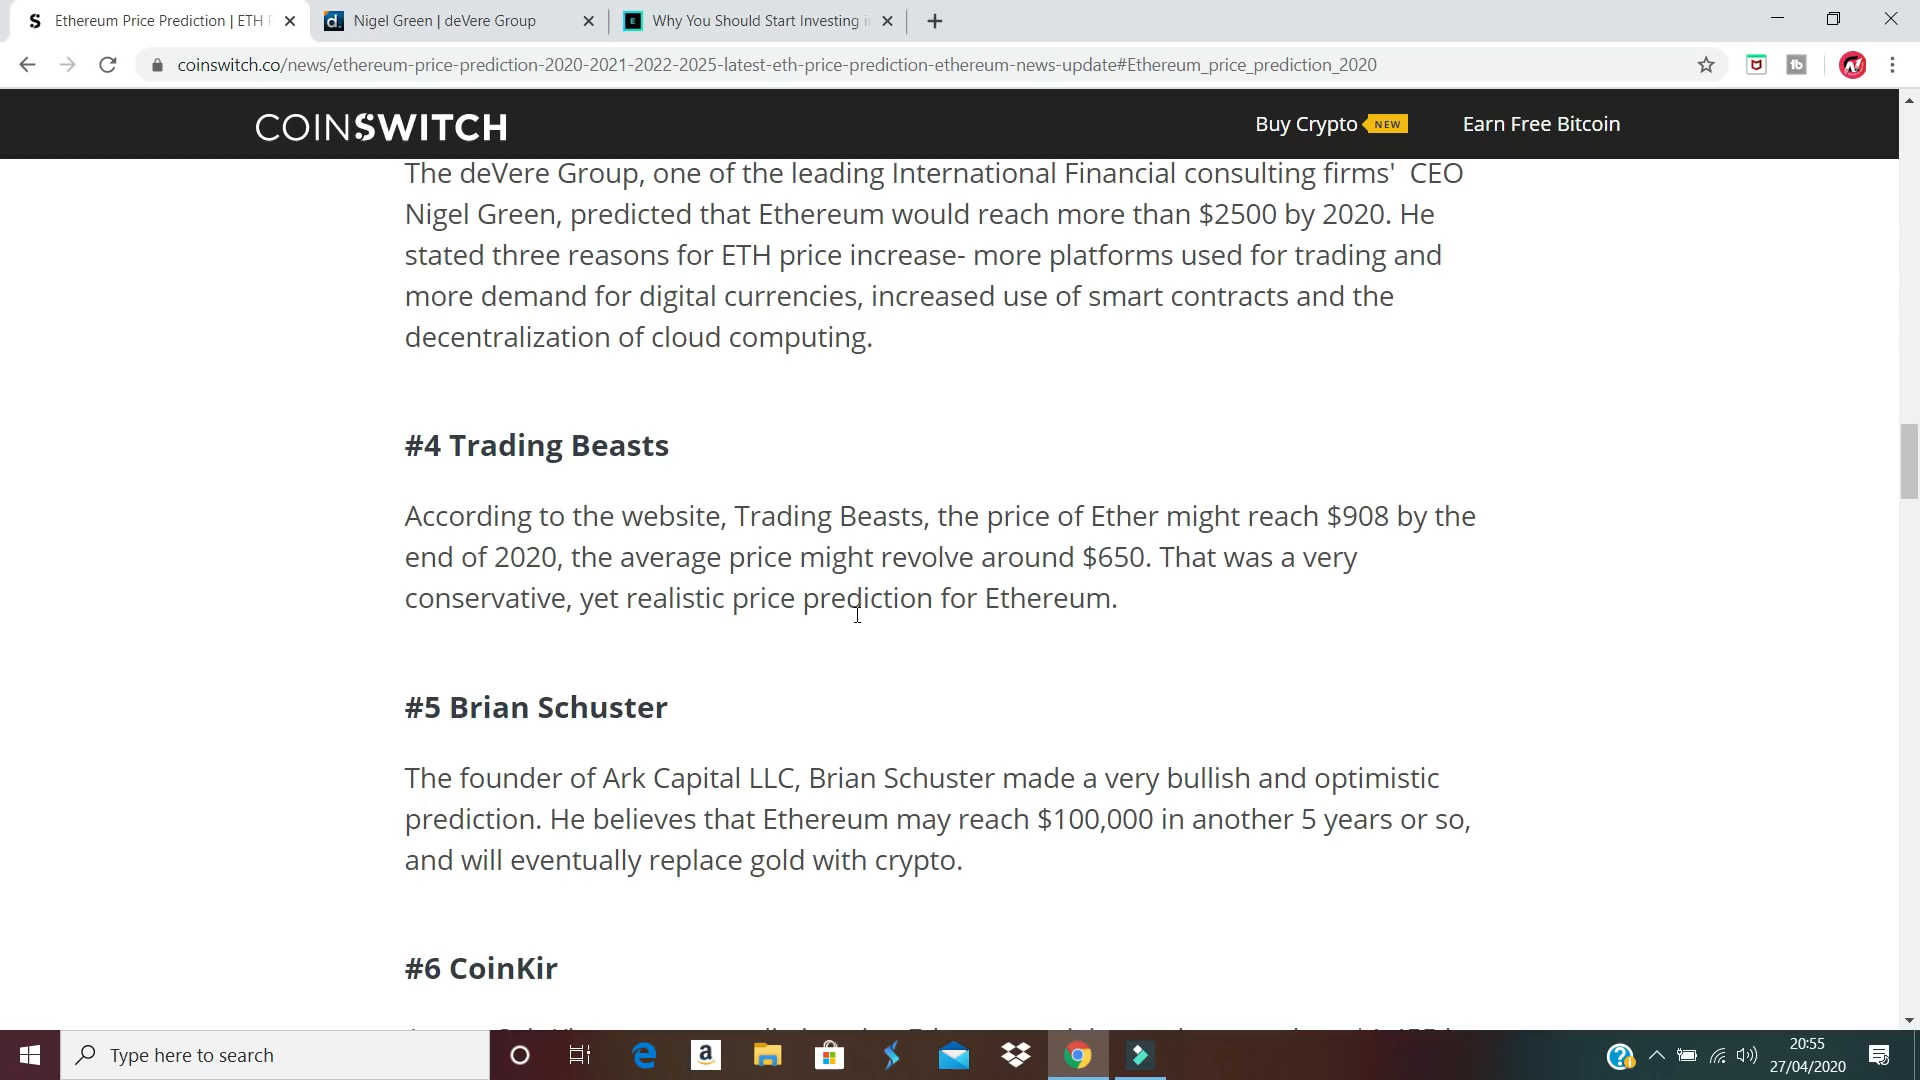 Ethereum Price Prediction | ETH P
Nigel Green | deVere Group
Why You Should Start Investing in
coinswitch.co/news/ethereum-price-prediction-2020-2021-2022-2025-latest-eth-price-prediction-ethereum-news-update#Ethereum_price_prediction_2020
COINSWITCH
Buy Crypto NEW
Earn Free Bitcoin
The deVere Group, one of the leading International Financial consulting firms' CEO
Nigel Green, predicted that Ethereum would reach more than $2500 by 2020. He
stated three reasons for ETH price increase- more platforms used for trading and
more demand for digital currencies, increased use of smart contracts and the
decentralization of cloud computing.
#4 Trading Beasts
According to the website, Trading Beasts, the price of Ether might reach $908 by the
end of 2020, the average price might revolve around $650. That was a very
conservative, yet realistic price prediction for Ethereum.
#5 Brian Schuster
The founder of Ark Capital LLC, Brian Schuster made a very bullish and optimistic
prediction. He believes that Ethereum may reach $100,000 in another 5 years or so,
and will eventually replace gold with crypto.
#6 CoinKir
Type here to search
20:55
27/04/2020